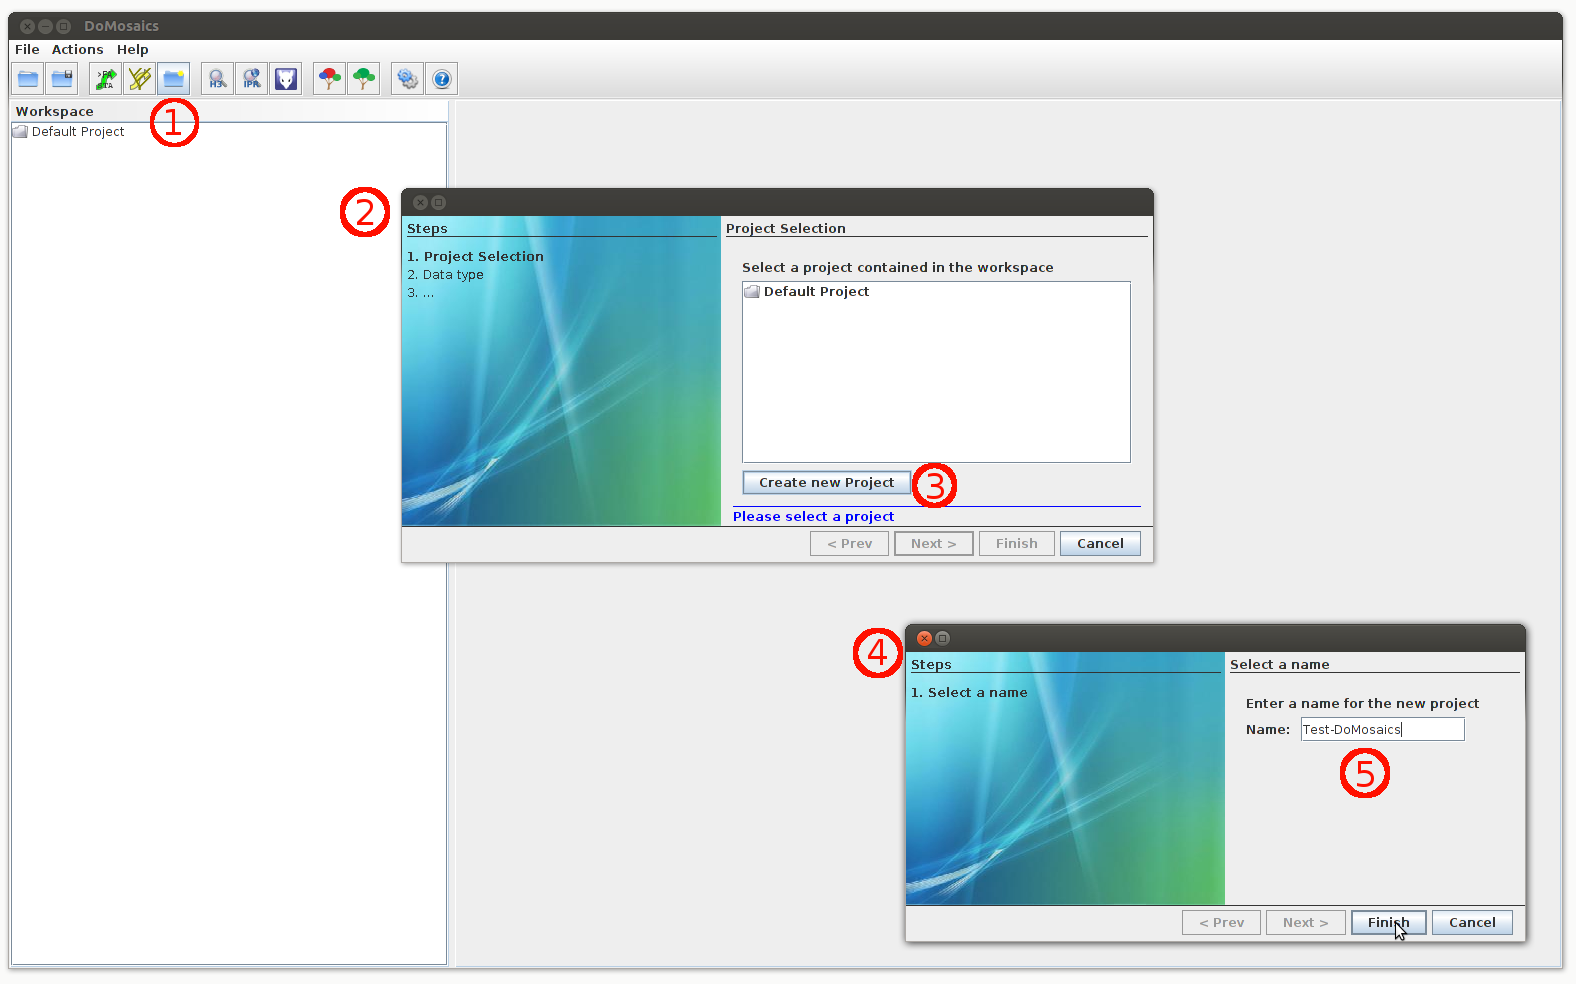 DoMosaics
File Actions Help
>FA
STA
H3
IPR
Workspace
1
Default Project
2
Steps
1. Project Selection
2. Data type
3. ...
Project Selection
Select a project contained in the workspace
Default Project
Create new Project
3
Please select a project
< Prev Next > Finish Cancel
4
Steps
1. Select a name
Select a name
Enter a name for the new project
Name: Test-DoMosaics
5
< Prev Next > Finish Cancel